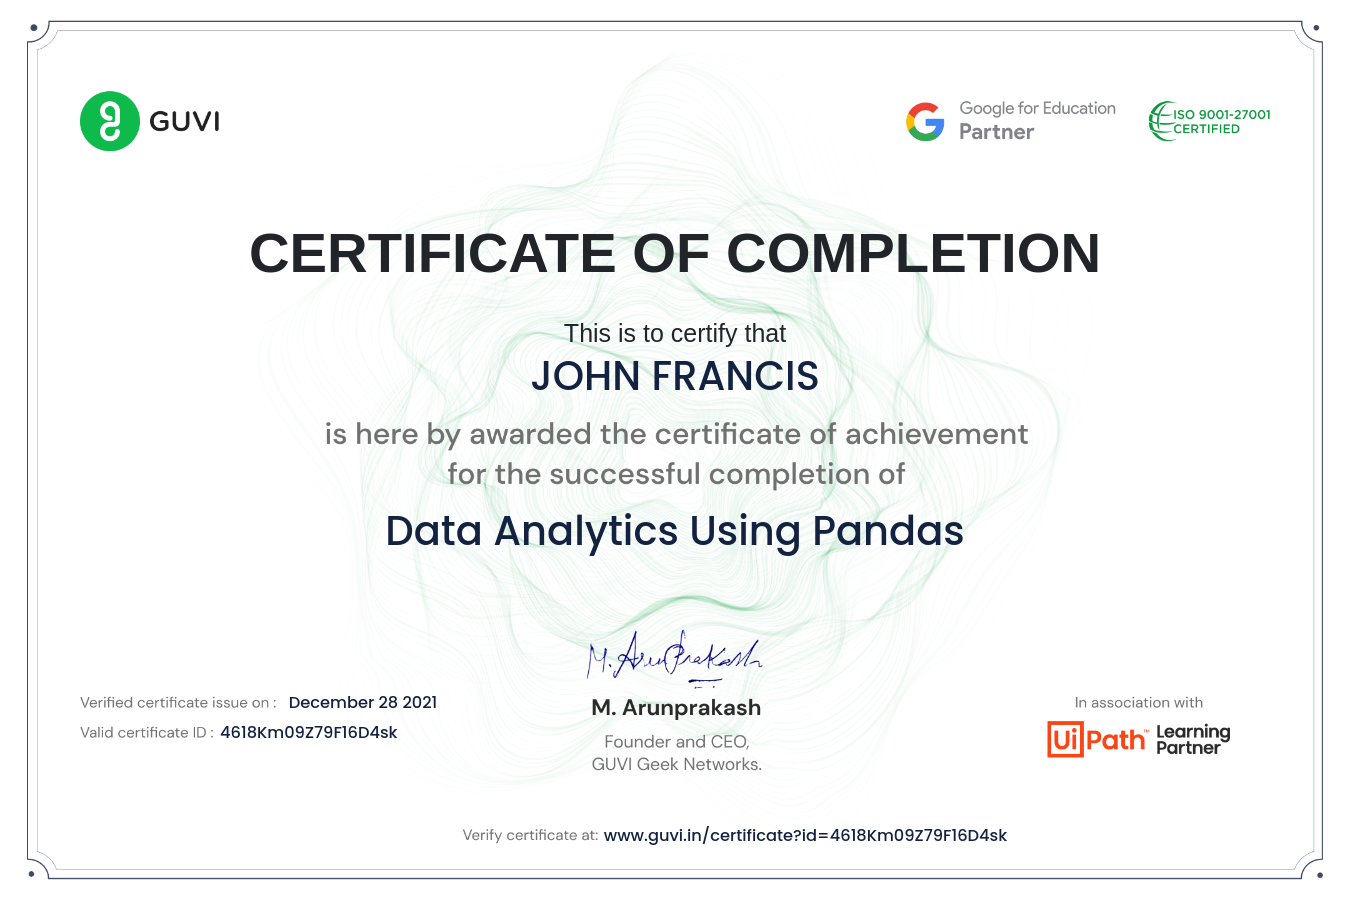 GUVI
Google for Education
Partner
ISO 9001-27001
CERTIFIED
CERTIFICATE OF COMPLETION
This is to certify that
JOHN FRANCIS
is here by awarded the certificate of achievement
for the successful completion of
Data Analytics Using Pandas
M. ArunPrakash
Verified certificate issue on : December 28 2021
Valid certificate ID : 4618Km09Z79F16D4sk
M. Arunprakash
Founder and CEO,
GUVI Geek Networks.
In association with
UiPath™ Learning
Partner
Verify certificate at: www.guvi.in/certificate?id=4618Km09Z79F16D4sk